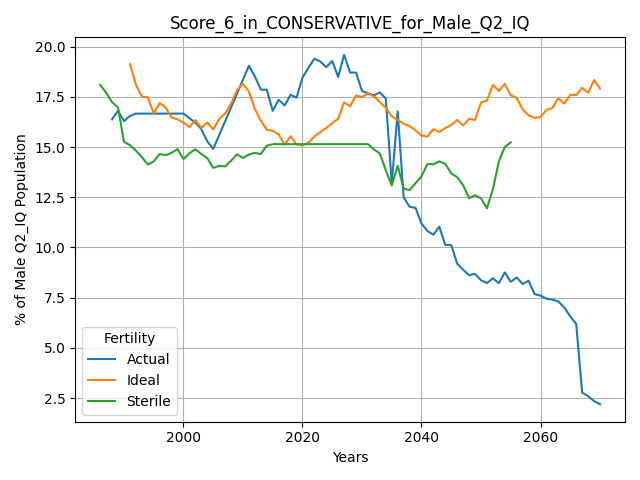 Score_6_in_CONSERVATIVE_for_Male_Q2_IQ
% of Male Q2_IQ Population
20.0
17.5
15.0
12.5
10.0
7.5
5.0
2.5
Fertility
Actual
Ideal
Sterile
2000
2020
2040
2060
Years